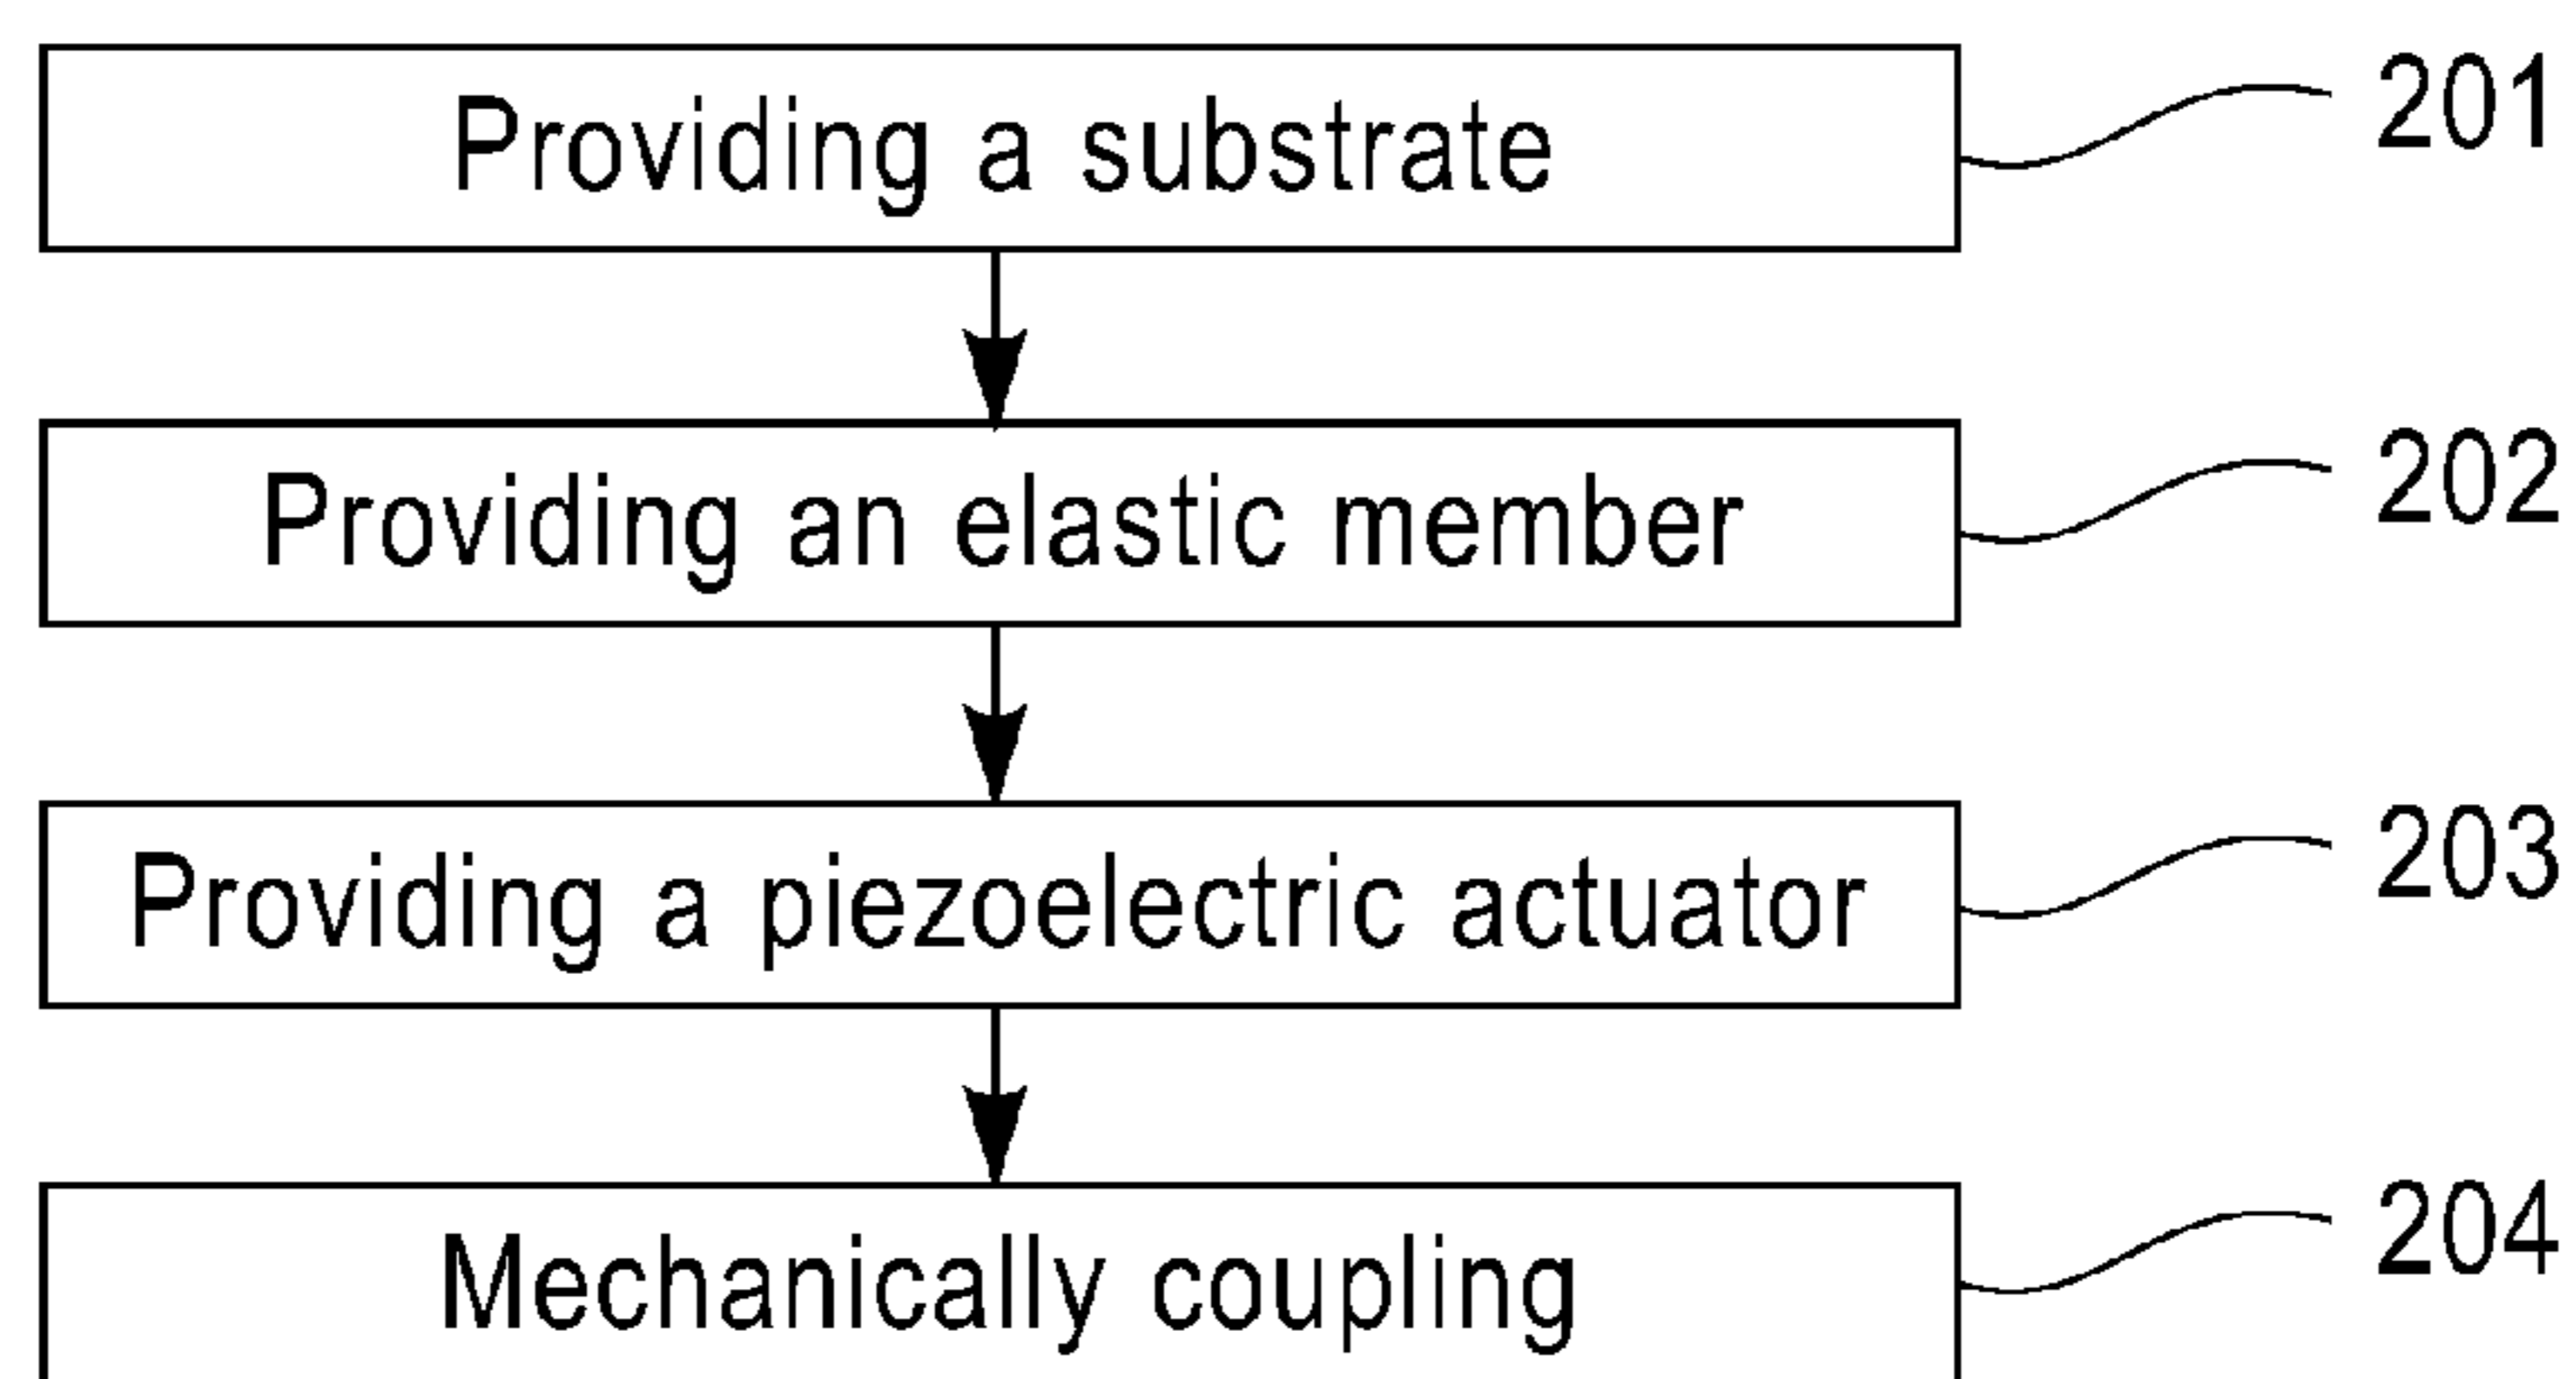 Providing a substrate 201
Providing an elastic member 202
Providing a piezoelectric actuator 203
Mechanically coupling 204